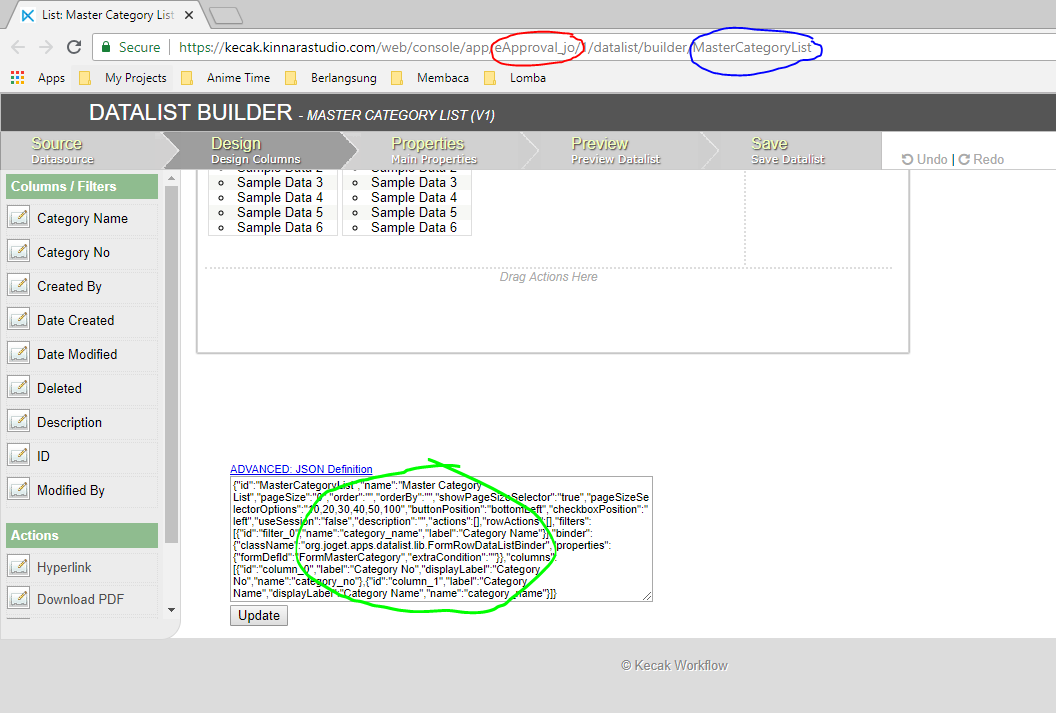 List: Master Category List
Secure https://kecak.kinnarastudio.com/web/console/app/eApproval_jo/1/datalist/builder/MasterCategoryList
Apps My Projects Anime Time Berlangsung Membaca Lomba
DATALIST BUILDER - MASTER CATEGORY LIST (V1)
Source
Datasource
Design
Design Columns
Properties
Main Properties
Preview
Preview Datalist
Save
Save Datalist
Undo | Redo
Columns / Filters
Category Name
Category No
Created By
Date Created
Date Modified
Deleted
Description
ID
Modified By
Actions
Hyperlink
Download PDF
Sample Data 2 Sample Data 2
Sample Data 3 Sample Data 3
Sample Data 4 Sample Data 4
Sample Data 5 Sample Data 5
Sample Data 6 Sample Data 6
Drag Actions Here
ADVANCED: JSON Definition
{"id":"MasterCategoryList","name":"Master Category
List","pageSize":"0","order":"","orderBy":"","showPageSizeSelector":"true","pageSizeSe
lectorOptions":"10,20,30,40,50,100","buttonPosition":"bottomLeft","checkboxPosition":"
left","useSession":"false","description":"","actions":[],"rowActions":[],"filters":
[{"id":"filter_0","name":"category_name","label":"Category Name"}],"binder":
{"className":"org.joget.apps.datalist.lib.FormRowDataListBinder","properties":
{"formDefId":"FormMasterCategory","extraCondition":""}},"columns":
[{"id":"column_0","label":"Category No","displayLabel":"Category
No","name":"category_no"},{"id":"column_1","label":"Category
Name","displayLabel":"Category Name","name":"category_name"}]}
Update
© Kecak Workflow